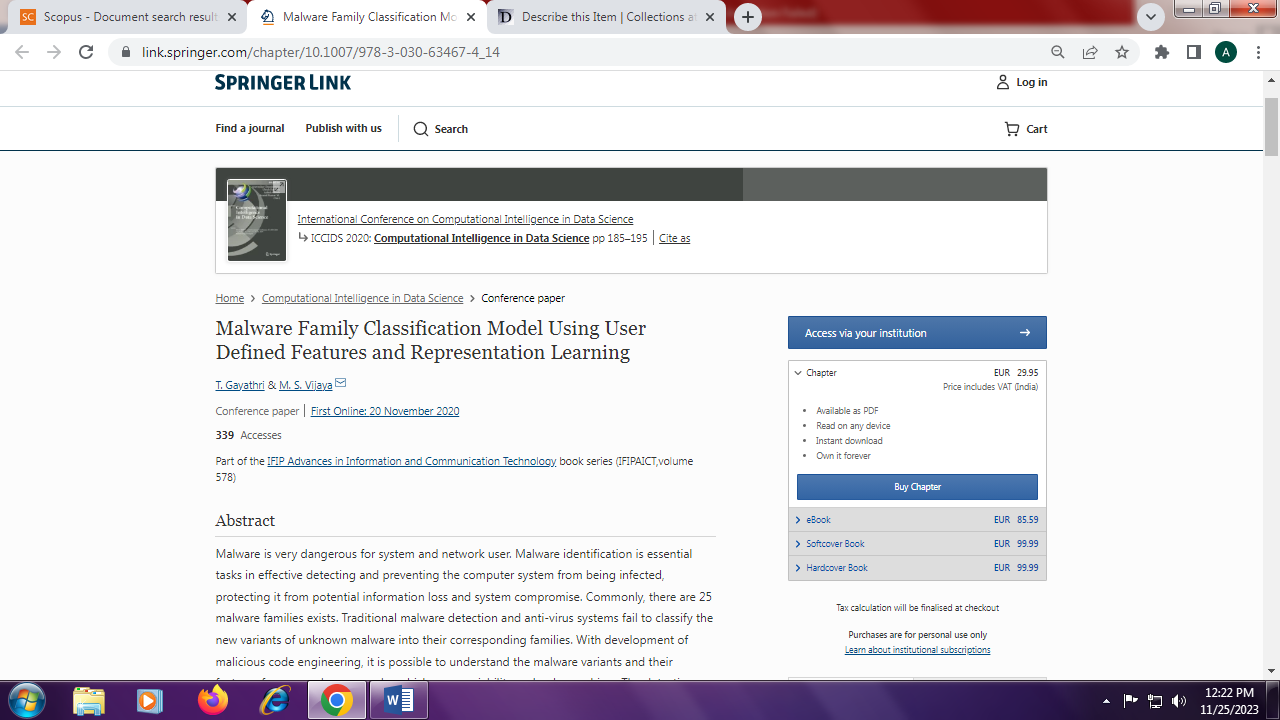 Scopus - Document search result
Malware Family Classification Mo
Describe this Item | Collections a
link.springer.com/chapter/10.1007/978-3-030-63467-4_14
A
SPRINGER LINK
Log in
Find a journal
Publish with us
Search
Cart
Computational
Intelligence
in Data Science
International Conference on Computational Intelligence in Data Science
ICCIDS 2020: Computational Intelligence in Data Science pp 185–195 | Cite as
Home > Computational Intelligence in Data Science > Conference paper
Malware Family Classification Model Using User
Defined Features and Representation Learning
T. Gayathri & M. S. Vijaya
Conference paper | First Online: 20 November 2020
339 Accesses
Part of the IFIP Advances in Information and Communication Technology book series (IFIPAICT,volume
578)
Abstract
Malware is very dangerous for system and network user. Malware identification is essential
tasks in effective detecting and preventing the computer system from being infected,
protecting it from potential information loss and system compromise. Commonly, there are 25
malware families exists. Traditional malware detection and anti-virus systems fail to classify the
new variants of unknown malware into their corresponding families. With development of
malicious code engineering, it is possible to understand the malware variants and their
Access via your institution
Chapter EUR 29.95
Price includes VAT (India)
• Available as PDF
• Read on any device
• Instant download
• Own it forever
Buy Chapter
eBook EUR 85.59
Softcover Book EUR 99.99
Hardcover Book EUR 99.99
Tax calculation will be finalised at checkout
Purchases are for personal use only
Learn about institutional subscriptions
12:22 PM
11/25/2023